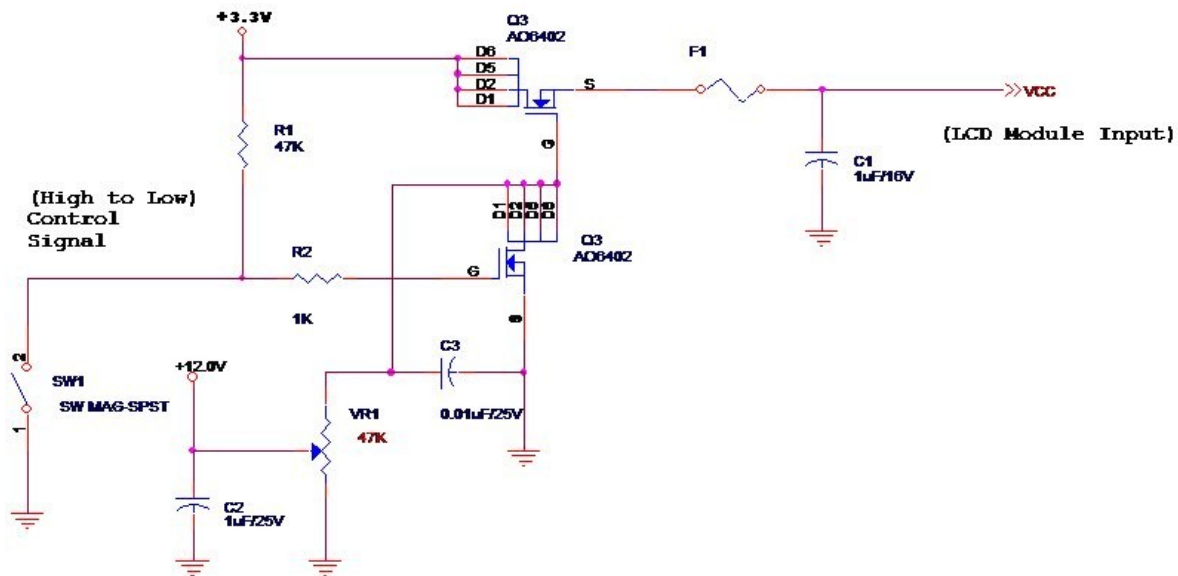 +3.3V
Q3
AO6402
D6
D5
D2
D1
S
G
F1
VCC
(LCD Module Input)
R1
47K
C1
1uF/16V
(High to Low)
Control
Signal
D1
D2
Q3
AO6402
R2
G
1K
S
2
SW1
SW MAG-SPST
1
+12.0V
C3
0.01uF/25V
VR1
47K
C2
1uF/25V